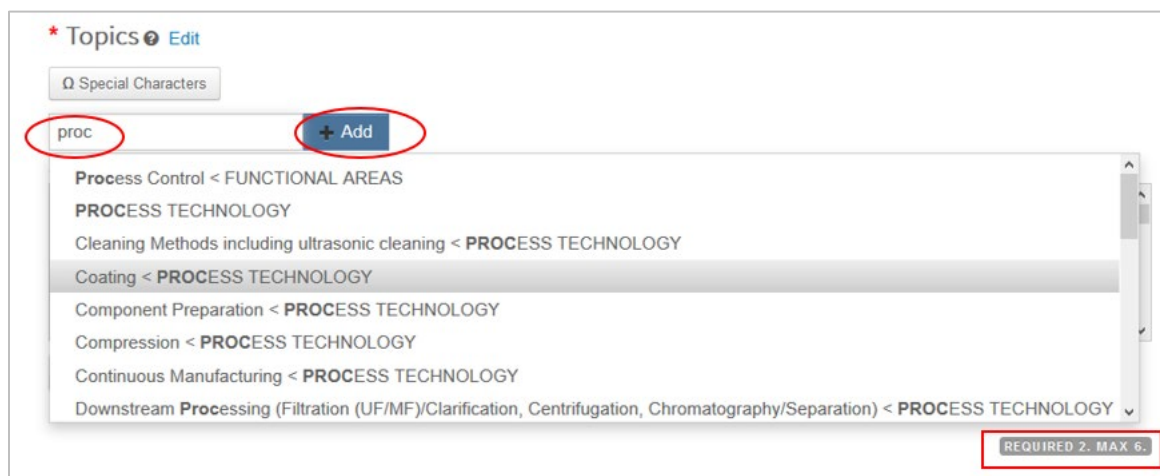 * Topics ? Edit
Ω Special Characters
proc + Add
Process Control < FUNCTIONAL AREAS
PROCESS TECHNOLOGY
Cleaning Methods including ultrasonic cleaning < PROCESS TECHNOLOGY
Coating < PROCESS TECHNOLOGY
Component Preparation < PROCESS TECHNOLOGY
Compression < PROCESS TECHNOLOGY
Continuous Manufacturing < PROCESS TECHNOLOGY
Downstream Processing (Filtration (UF/MF)/Clarification, Centrifugation, Chromatography/Separation) < PROCESS TECHNOLOGY
REQUIRED 2. MAX 6.